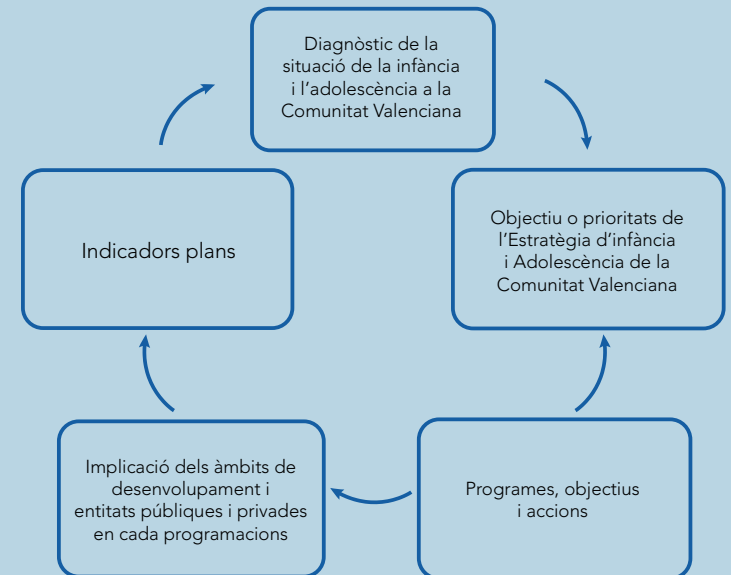 Diagnòstic de la
situació de la infància
i l'adolescència a la
Comunitat Valenciana
Objectiu o prioritats de
l'Estratègia d'infància
i Adolescència de la
Comunitat Valenciana
Programes, objectius
i accions
Implicació dels àmbits de
desenvolupament i
entitats públiques i privades
en cada programacions
Indicadors plans